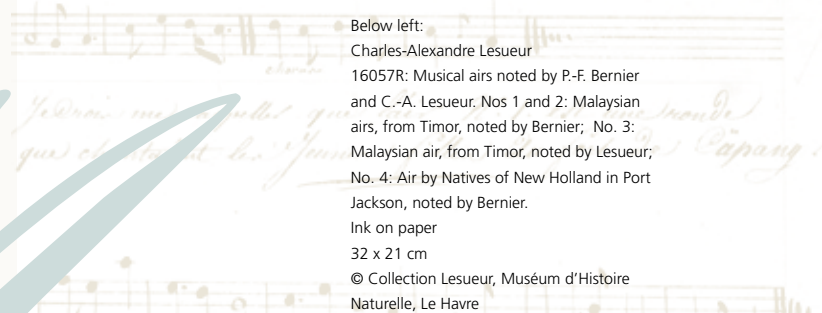 Below left:
Charles-Alexandre Lesueur
16057R: Musical airs noted by P.-F. Bernier
and C.-A. Lesueur. Nos 1 and 2: Malaysian
airs, from Timor, noted by Bernier;  No. 3:
Malaysian air, from Timor, noted by Lesueur;
No. 4: Air by Natives of New Holland in Port
Jackson, noted by Bernier.
Ink on paper
32 x 21 cm
© Collection Lesueur, Muséum d’Histoire
Naturelle, Le Havre